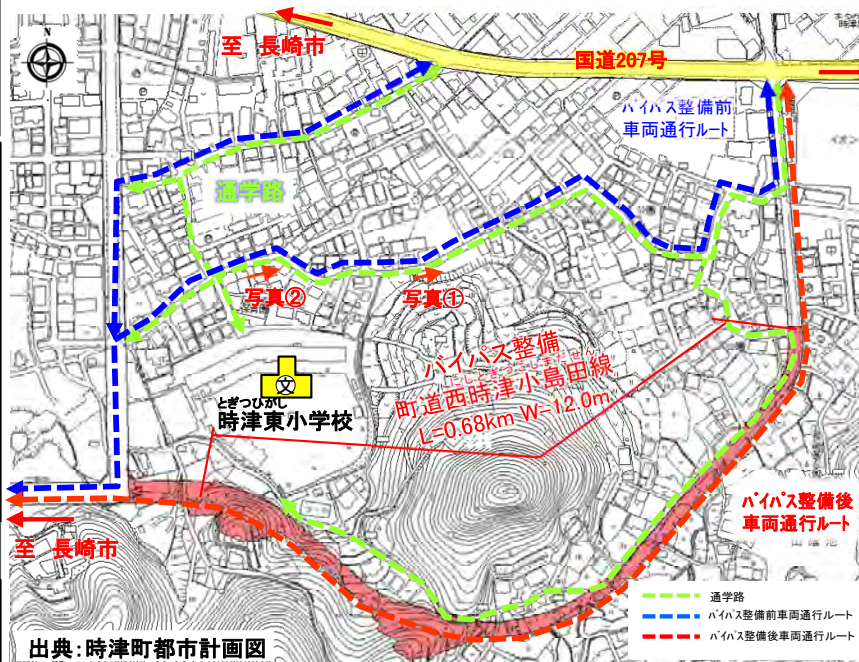 N
至 長崎市
国道207号
バイパス整備前
車両通行ルート
通学路
写真②
写真①
バイパス整備
にしとぎつこしまだせん
町道西時津小島田線
L=0.68km W=12.0m
文
とぎつひがし
時津東小学校
バイパス整備後
車両通行ルート
至 長崎市
通学路
バイパス整備前車両通行ルート
バイパス整備後車両通行ルート
出典:時津町都市計画図